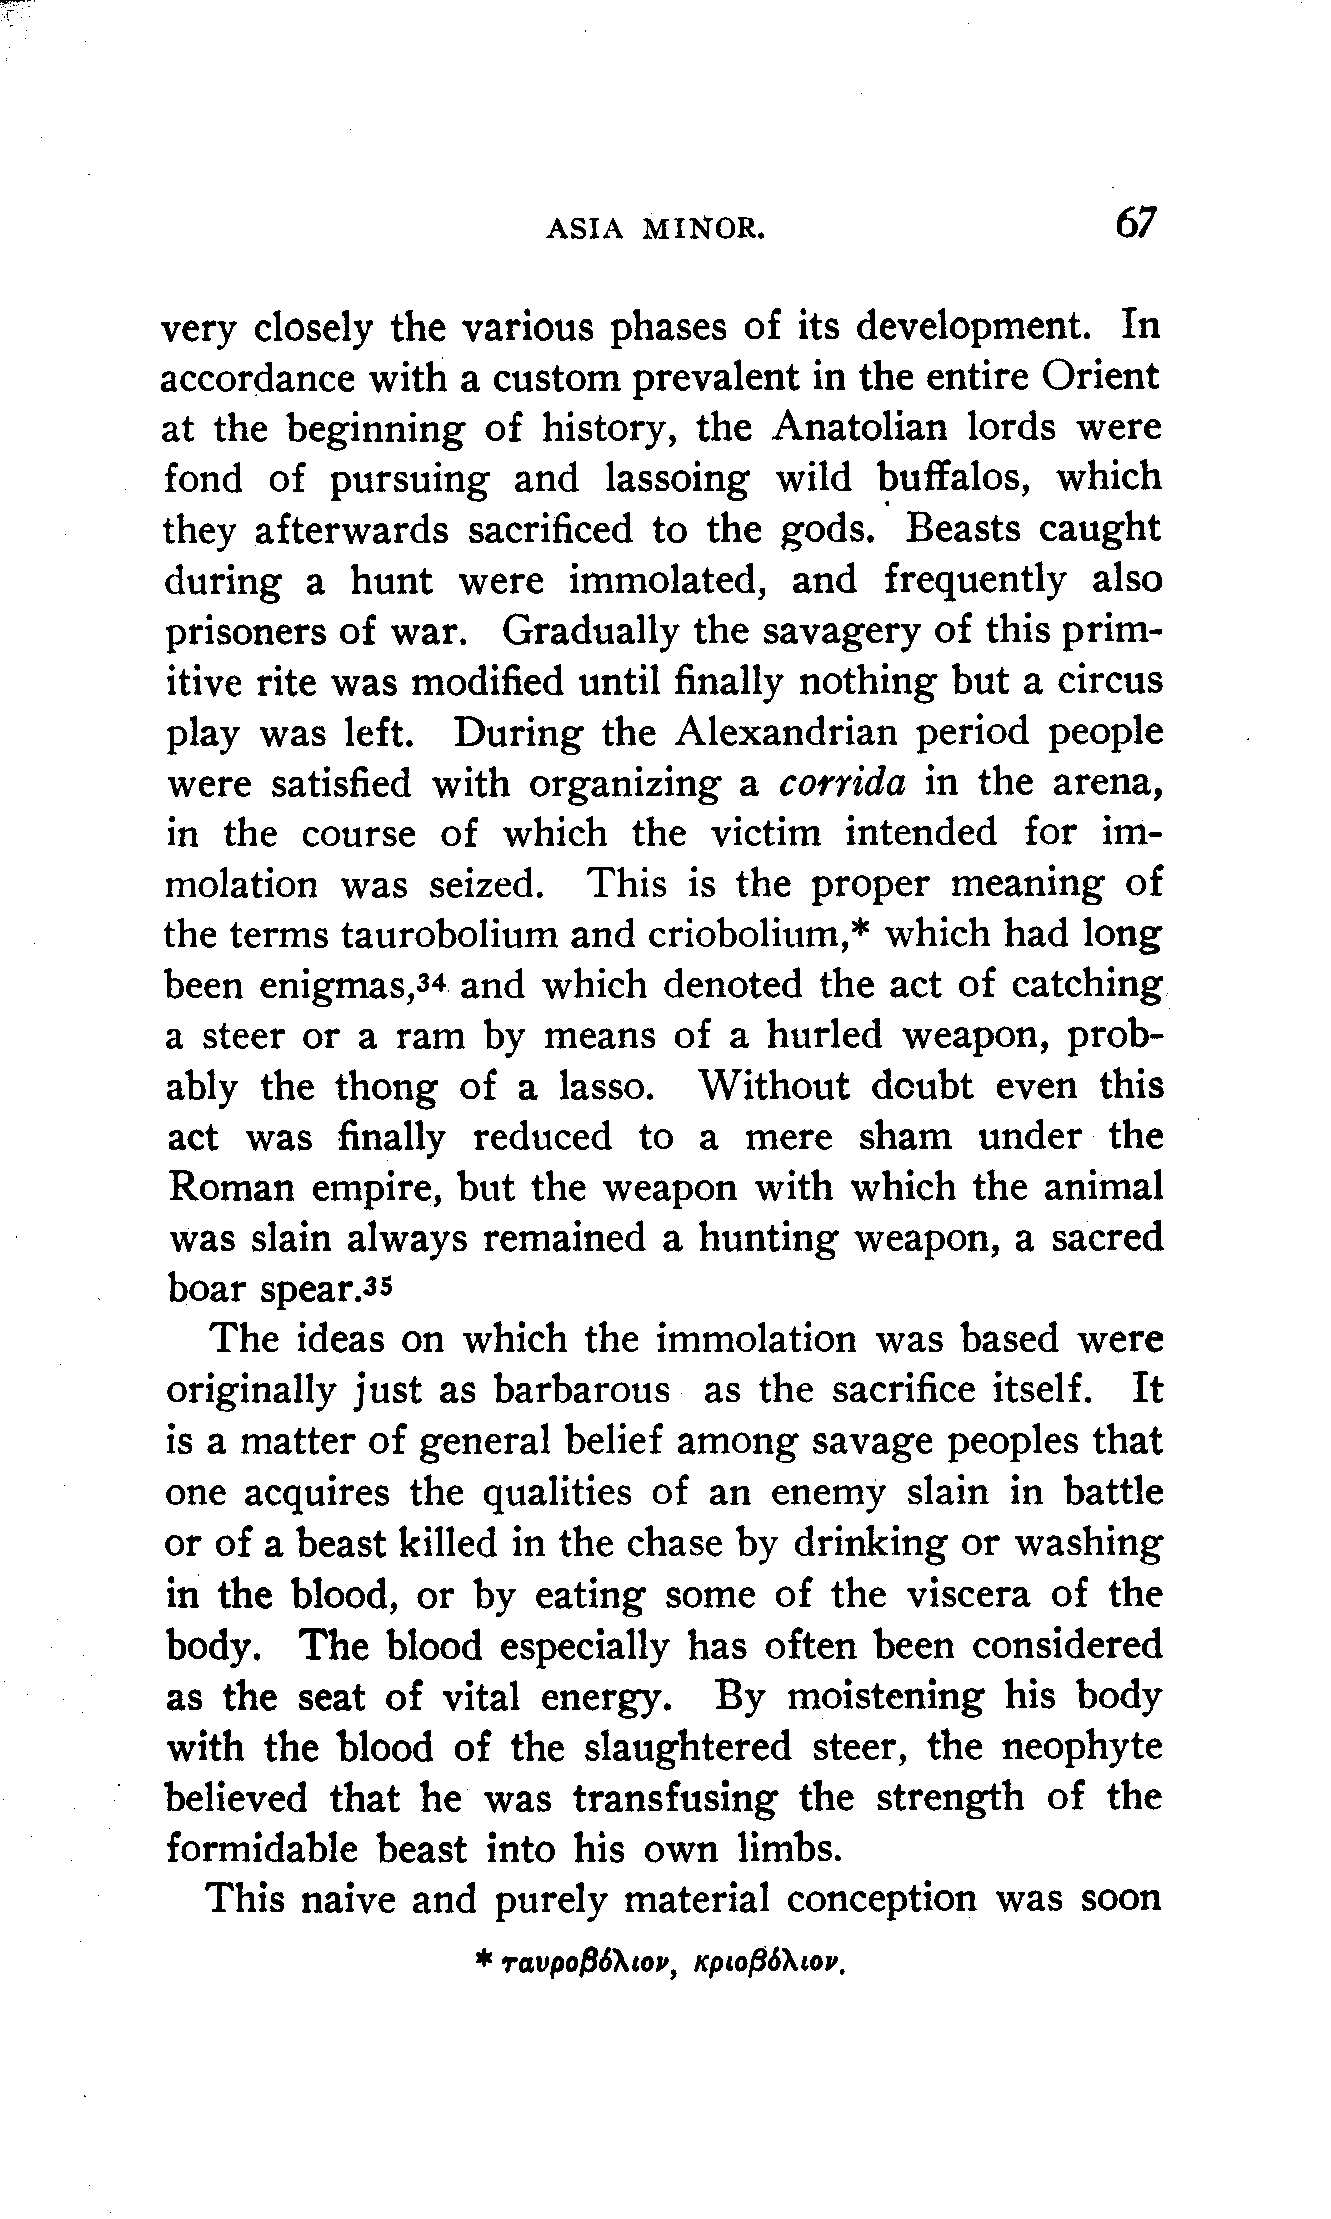 ASIA MINOR. 67
very closely the various phases of its development. In
accordance with a custom prevalent in the entire Orient
at the beginning of history, the Anatolian lords were
fond of pursuing and lassoing wild buffalos, which
they afterwards sacrificed to the gods. Beasts caught
during a hunt were immolated, and frequently also
prisoners of war. Gradually the savagery of this prim-
itive rite was modified until finally nothing but a circus
play was left. During the Alexandrian period people
were satisfied with organizing a corrida in the arena,
in the course of which the victim intended for im-
molation was seized. This is the proper meaning of
the terms taurobolium and criobolium,* which had long
been enigmas,34 and which denoted the act of catching
a steer or a ram by means of a hurled weapon, prob-
ably the thong of a lasso. Without doubt even this
act was finally reduced to a mere sham under the
Roman empire, but the weapon with which the animal
was slain always remained a hunting weapon, a sacred
boar spear.35
The ideas on which the immolation was based were
originally just as barbarous as the sacrifice itself. It
is a matter of general belief among savage peoples that
one acquires the qualities of an enemy slain in battle
or of a beast killed in the chase by drinking or washing
in the blood, or by eating some of the viscera of the
body. The blood especially has often been considered
as the seat of vital energy. By moistening his body
with the blood of the slaughtered steer, the neophyte
believed that he was transfusing the strength of the
formidable beast into his own limbs.
This naive and purely material conception was soon
* ταυροβόλιον, κριοβόλιον.